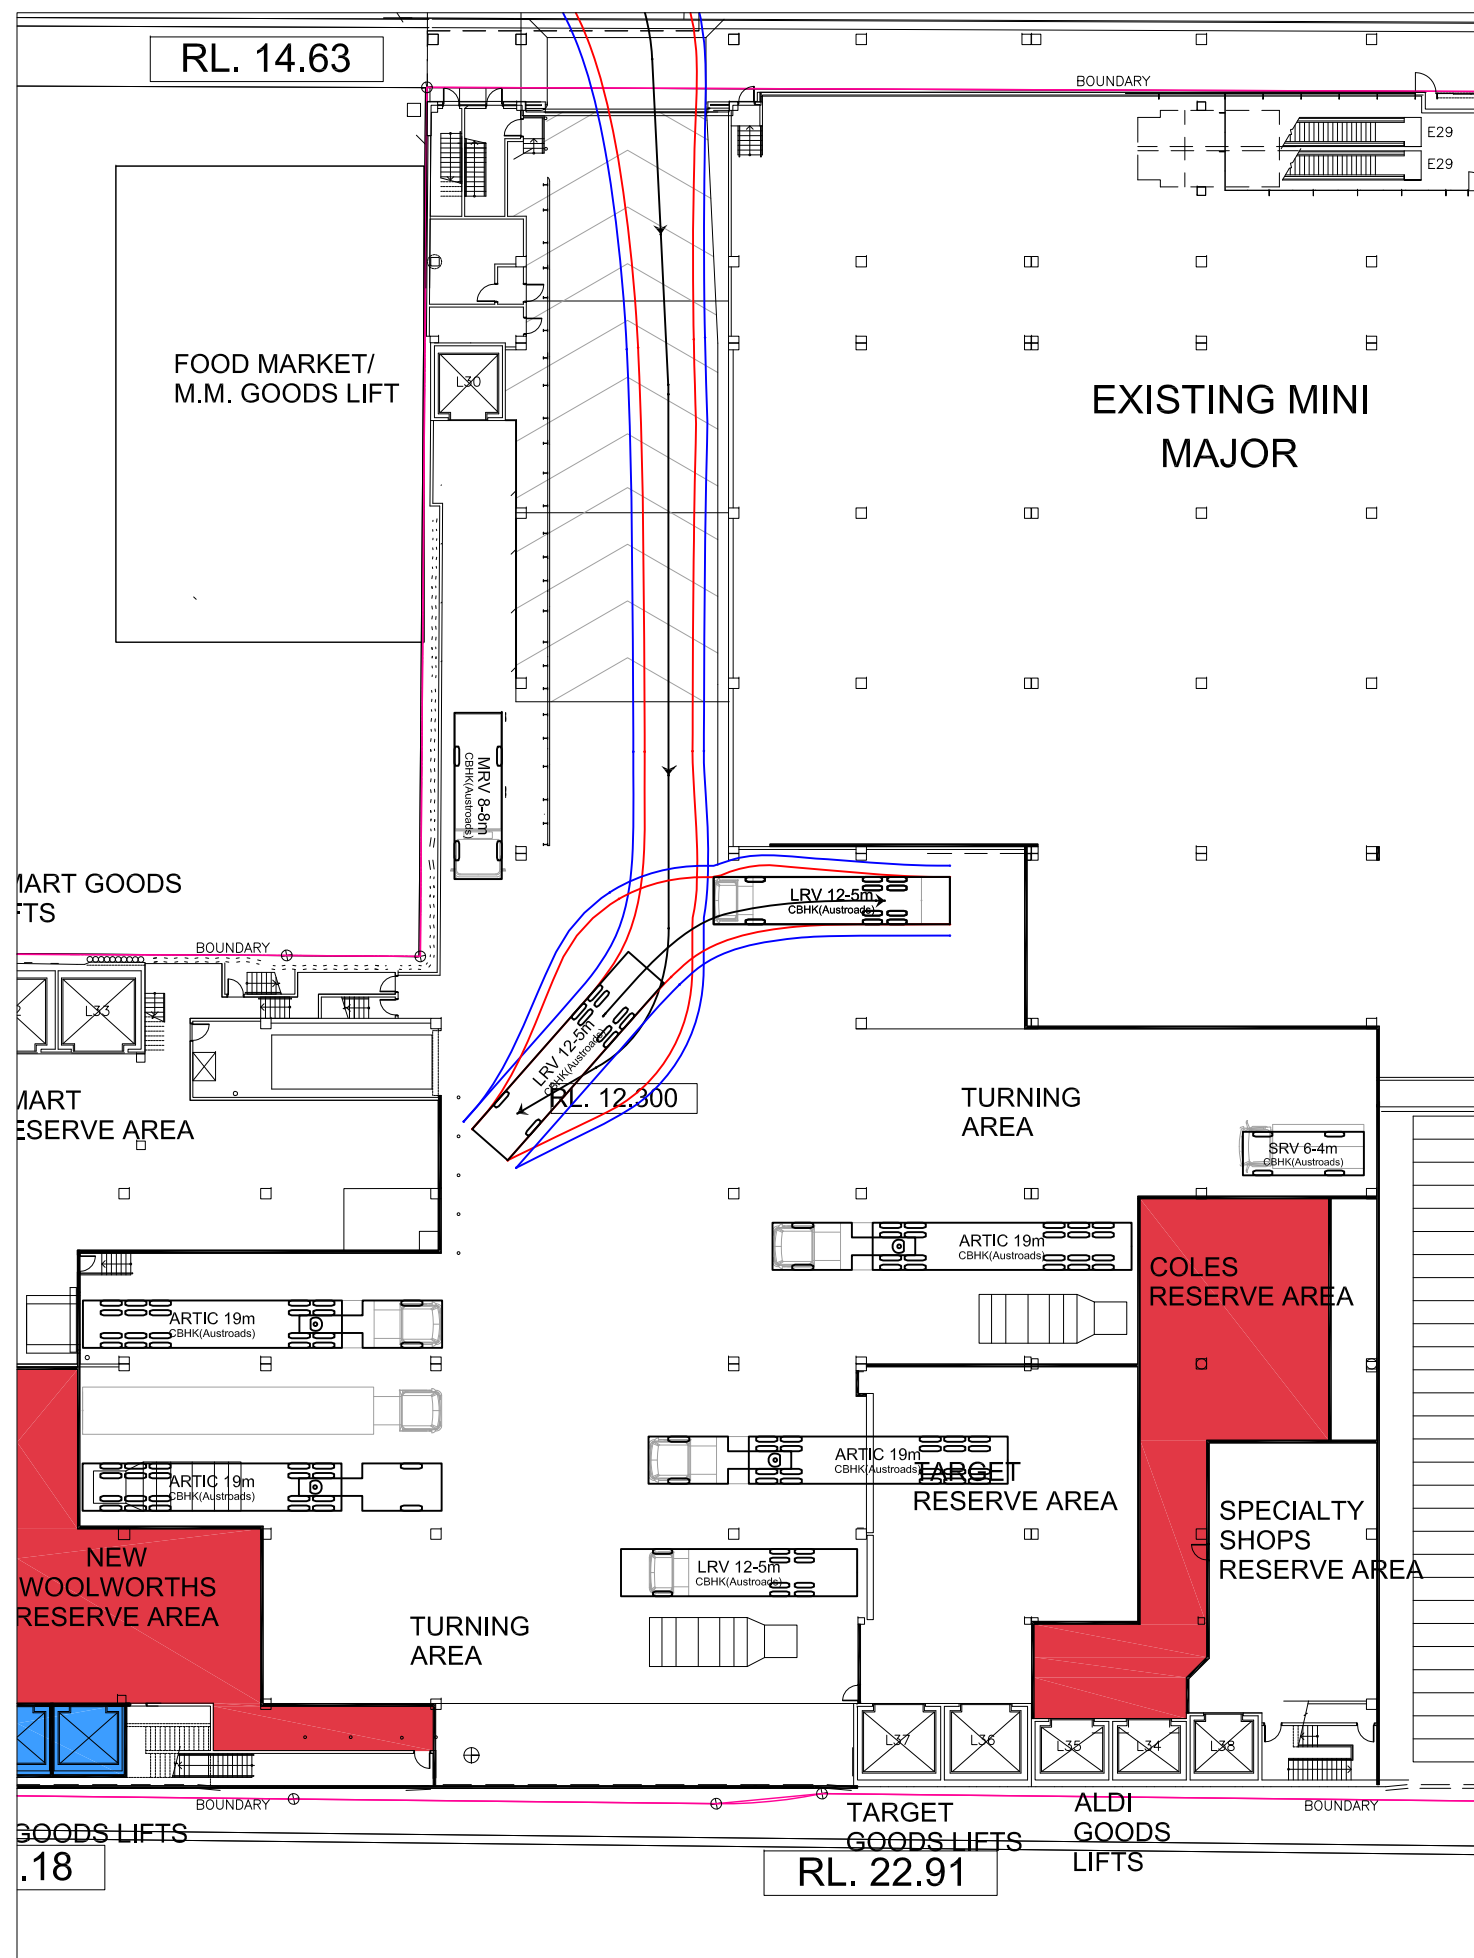 RL. 14.63
BOUNDARY
E29
E29
FOOD MARKET/
M.M. GOODS LIFT
L30
EXISTING MINI
MAJOR
MRV 8-8m
CBHK(Austroads)
MART GOODS
LRV 12-5m
CBHK(Austroads)
BOUNDARY
L33
LRV 12-5m
CBHK(Austroads)
RL. 12.300
MART
ESERVE AREA
TURNING
AREA
SRV 6-4m
CBHK(Austroads)
ARTIC 19m
CBHK(Austroads)
COLES
RESERVE AREA
ARTIC 19m
CBHK(Austroads)
ARTIC 19m
CBHK(Austroads)
TARGET
RESERVE AREA
ARTIC 19m
CBHK(Austroads)
SPECIALTY
SHOPS
RESERVE AREA
NEW
WOOLWORTHS
RESERVE AREA
LRV 12-5m
CBHK(Austroads)
TURNING
AREA
L37
L36
L35
L34
L38
BOUNDARY
BOUNDARY
TARGET
GOODS LIFTS
ALDI
GOODS
LIFTS
GOODS LIFTS
.18
RL. 22.91